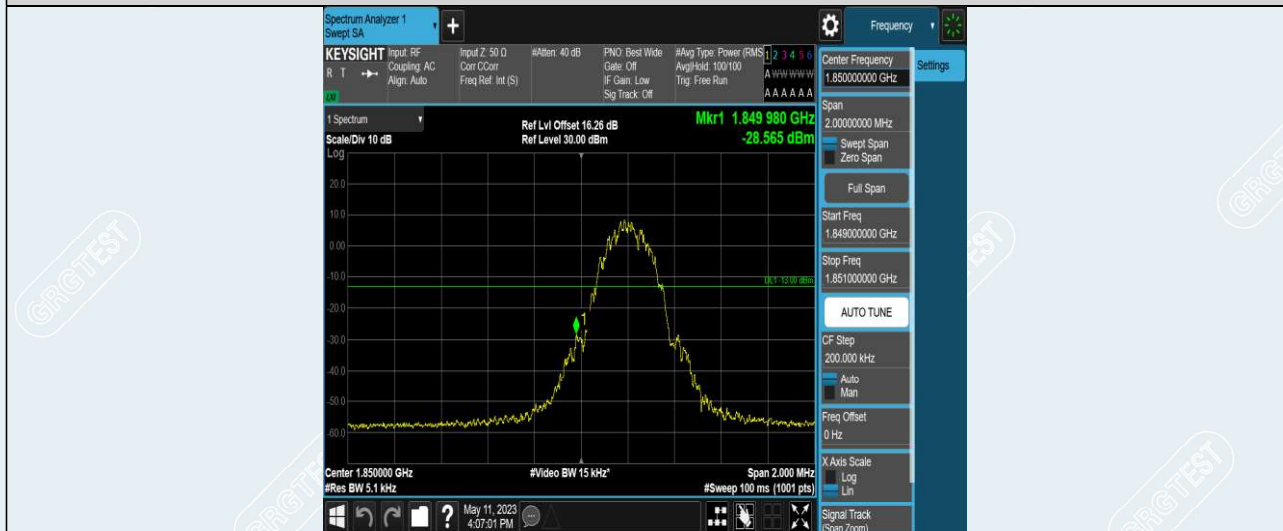 Spectrum Analyzer 1
Swept SA
+
Frequency
KEYSIGHT
R T
Input: RF
Coupling: AC
Align: Auto
Input Z: 50 Ω
Corr CCorr
Freq Ref: Int (S)
#Atten: 40 dB
PNO: Best Wide
Gate: Off
IF Gain: Low
Sig Track: Off
#Avg Type: Power (RMS
Avg|Hold: 100/100
Trig: Free Run
1 2 3 4 5 6
A W W W W W
A A A A A A
1 Spectrum
Scale/Div 10 dB
Log
Ref Lvl Offset 16.26 dB
Ref Level 30.00 dBm
Mkr1 1.849 980 GHz
-28.565 dBm
20.0
10.0
0.00
-10.0
-20.0
-30.0
-40.0
-50.0
-60.0
DL1 -13.00 dBm
1
Center 1.850000 GHz
#Res BW 5.1 kHz
#Video BW 15 kHz*
Span 2.000 MHz
#Sweep 100 ms (1001 pts)
?
May 11, 2023
4:07:01 PM
Center Frequency
1.850000000 GHz
Settings
Span
2.00000000 MHz
Swept Span
Zero Span
Full Span
Start Freq
1.849000000 GHz
Stop Freq
1.851000000 GHz
AUTO TUNE
CF Step
200.000 kHz
Auto
Man
Freq Offset
0 Hz
X Axis Scale
Log
Lin
Signal Track
(Span Zoom)
GRGTEST
GRGTEST